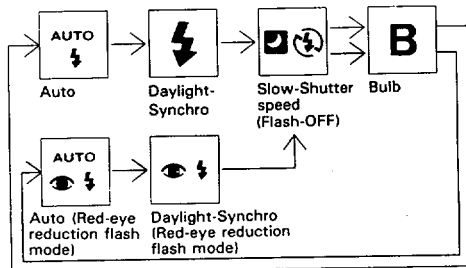 AUTO
B
Auto
Daylight-
Synchro
Slow-Shutter
speed
(Flash-OFF)
Bulb
AUTO
Auto (Red-eye
reduction flash
mode)
Daylight-Synchro
(Red-eye reduction
flash mode)